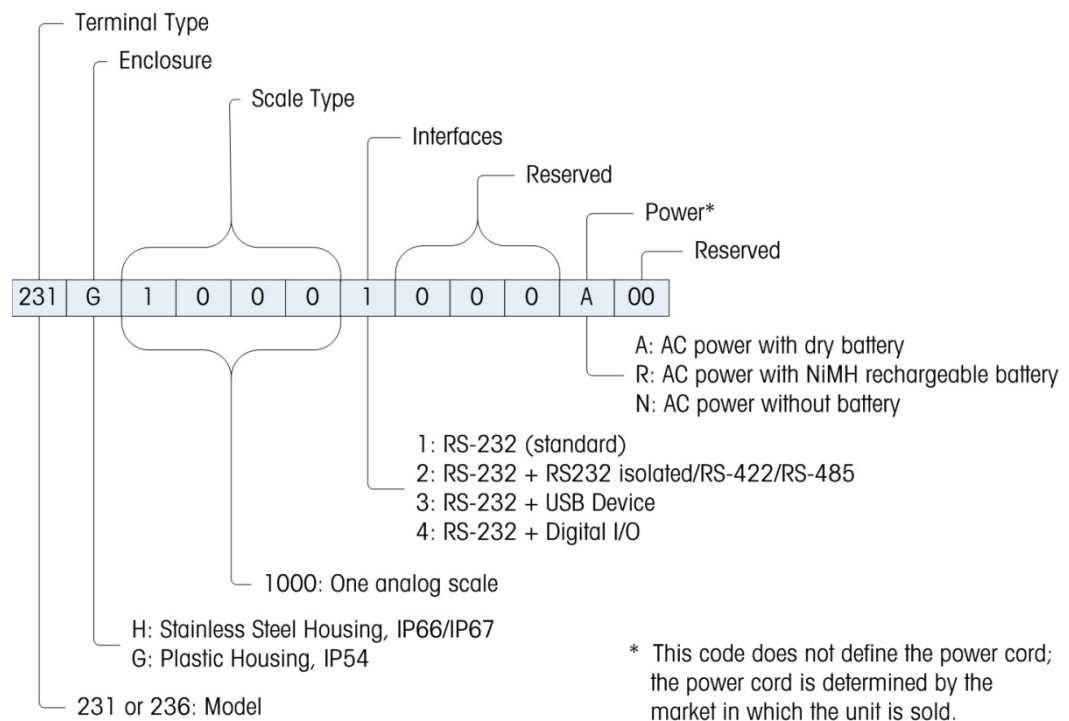 Terminal Type
Enclosure
Scale Type
Interfaces
Reserved
Power*
Reserved
231 G 1 0 0 0 1 0 0 0 A 00
A: AC power with dry battery
R: AC power with NiMH rechargeable battery
N: AC power without battery
1: RS-232 (standard)
2: RS-232 + RS232 isolated/RS-422/RS-485
3: RS-232 + USB Device
4: RS-232 + Digital I/O
1000: One analog scale
H: Stainless Steel Housing, IP66/IP67
G: Plastic Housing, IP54
231 or 236: Model
* This code does not define the power cord;
the power cord is determined by the
market in which the unit is sold.